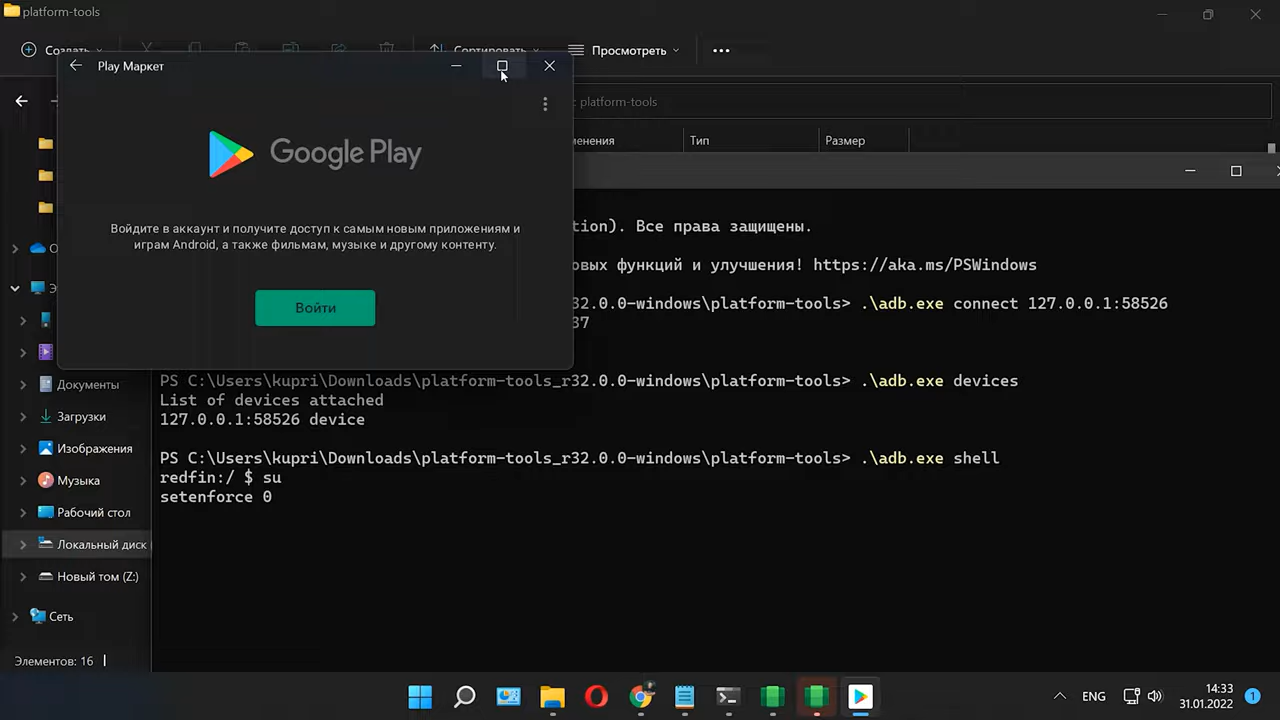 platform-tools
Создать
Сортировать
Просмотреть
Play Маркет
platform-tools
Тип
Размер
Google Play
Войдите в аккаунт и получите доступ к самым новым приложениям и
играм Android, а также фильмам, музыке и другому контенту.
Войти
tion). Все права защищены.
овых функций и улучшения! https://aka.ms/PSWindows
32.0.0-windows\platform-tools> .\adb.exe connect 127.0.0.1:58526
37
PS C:\Users\kupri\Downloads\platform-tools_r32.0.0-windows\platform-tools> .\adb.exe devices
List of devices attached
127.0.0.1:58526 device
PS C:\Users\kupri\Downloads\platform-tools_r32.0.0-windows\platform-tools> .\adb.exe shell
redfin:/ $ su
setenforce 0
Документы
Загрузки
Изображения
Музыка
Рабочий стол
Локальный диск
Новый том (Z:)
Сеть
Элементов: 16
ENG
14:33
31.01.2022
1